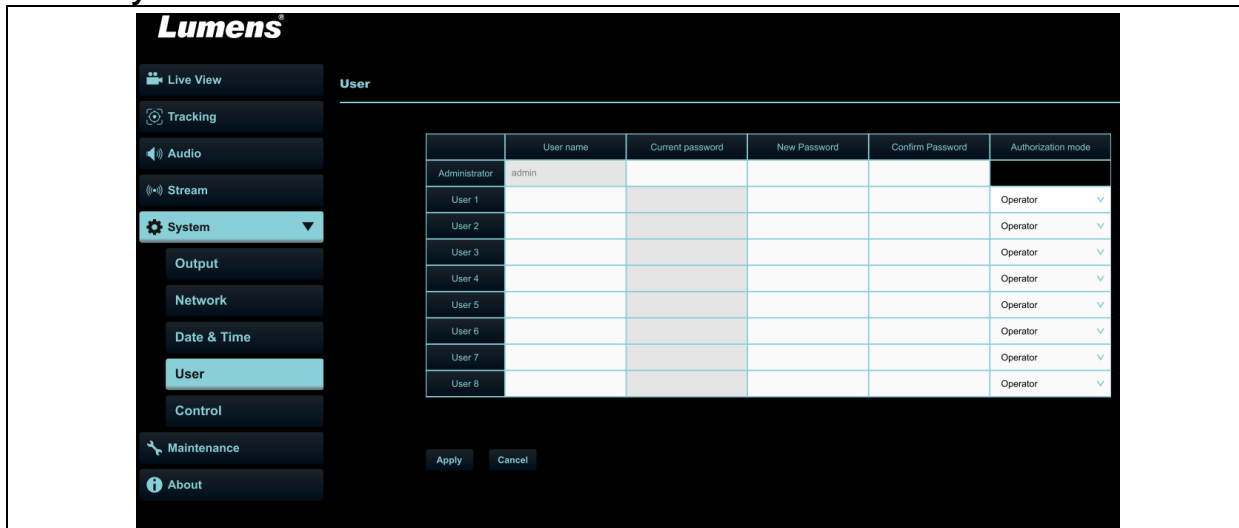 Lumens®
Live View
Tracking
Audio
Stream
System
Output
Network
Date & Time
User
Control
Maintenance
About
User
User name Current password New Password Confirm Password Authorization mode
Administrator admin
User 1 Operator
User 2 Operator
User 3 Operator
User 4 Operator
User 5 Operator
User 6 Operator
User 7 Operator
User 8 Operator
Apply Cancel